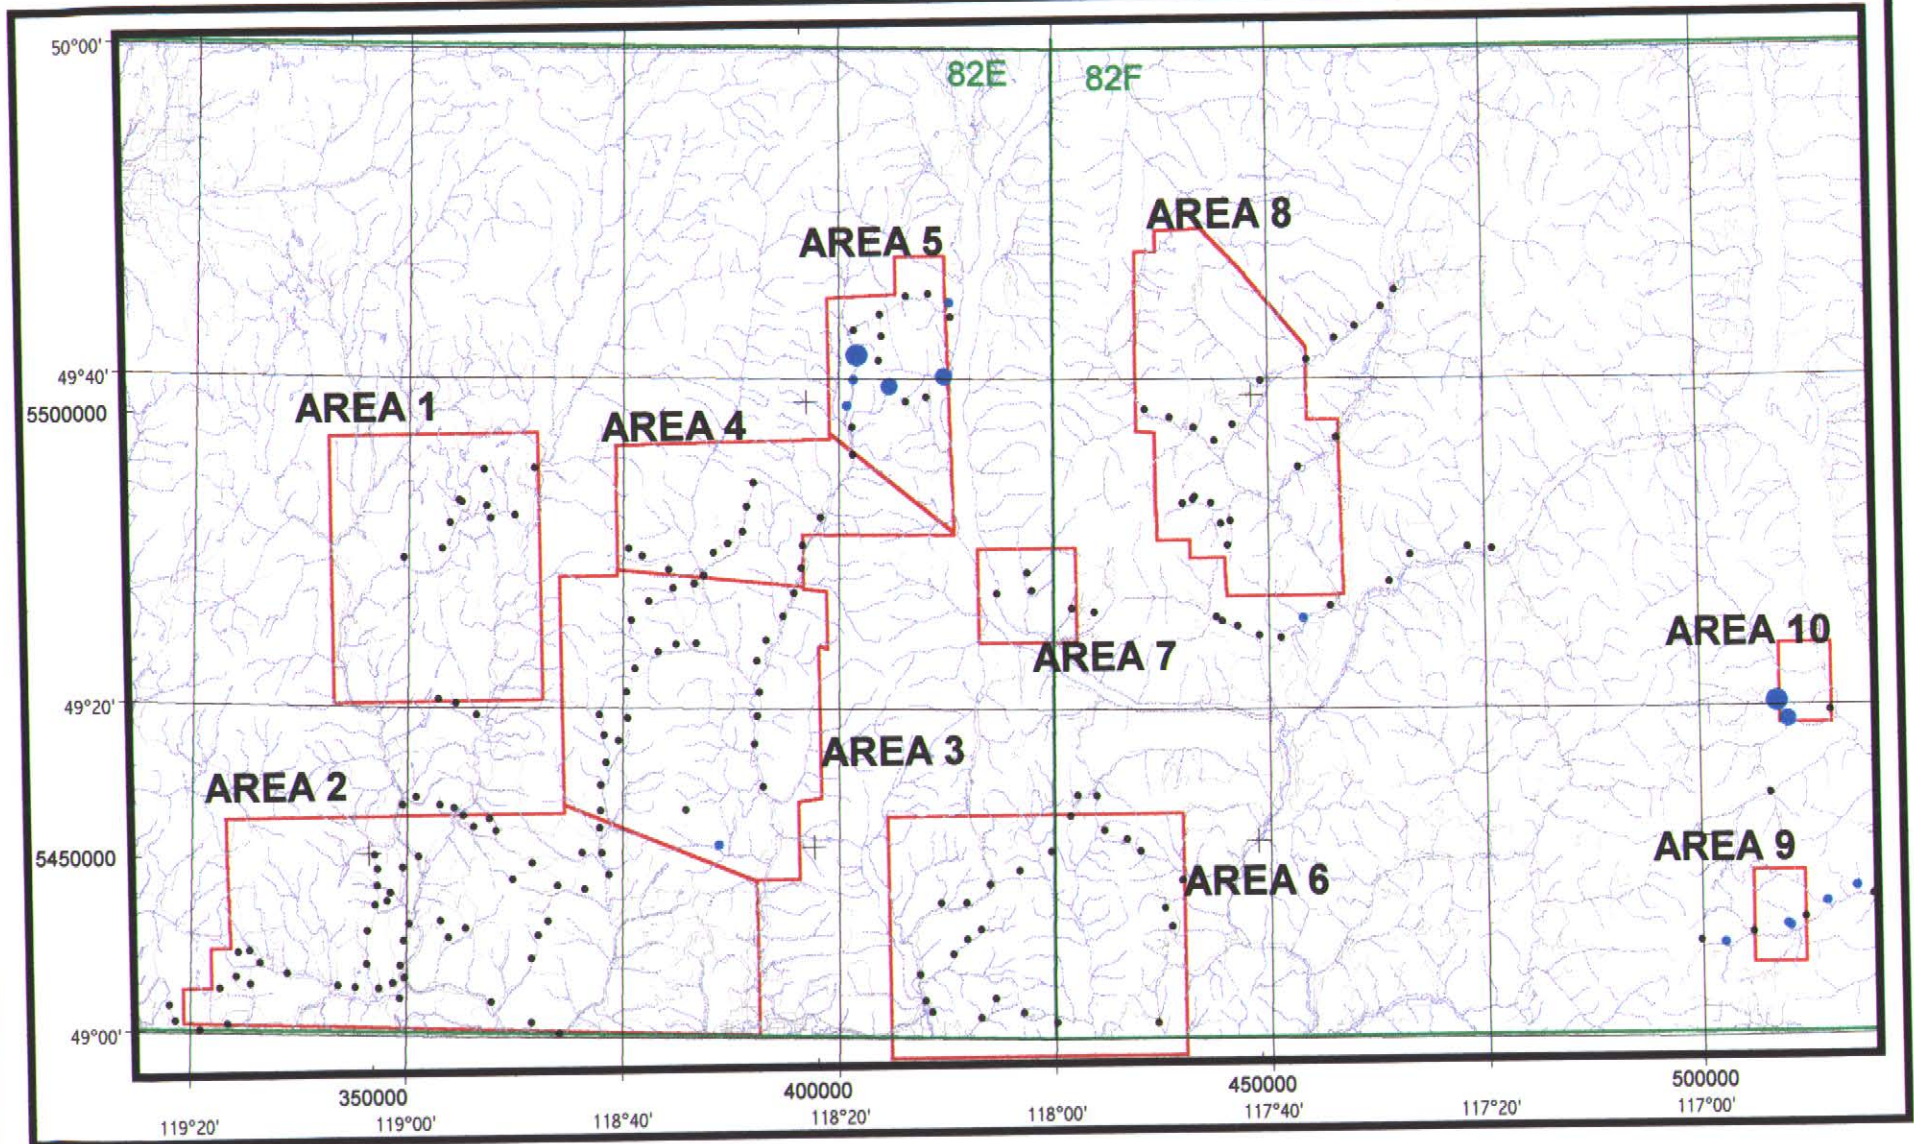 50°00'
82E 82F
AREA 8
AREA 5
49°40'
5500000
AREA 1
AREA 4
AREA 10
AREA 7
49°20'
AREA 3
AREA 2
AREA 9
5450000
AREA 6
49°00'
350000 400000 450000 500000
119°20' 119°00' 118°40' 118°20' 118°00' 117°40' 117°20' 117°00'